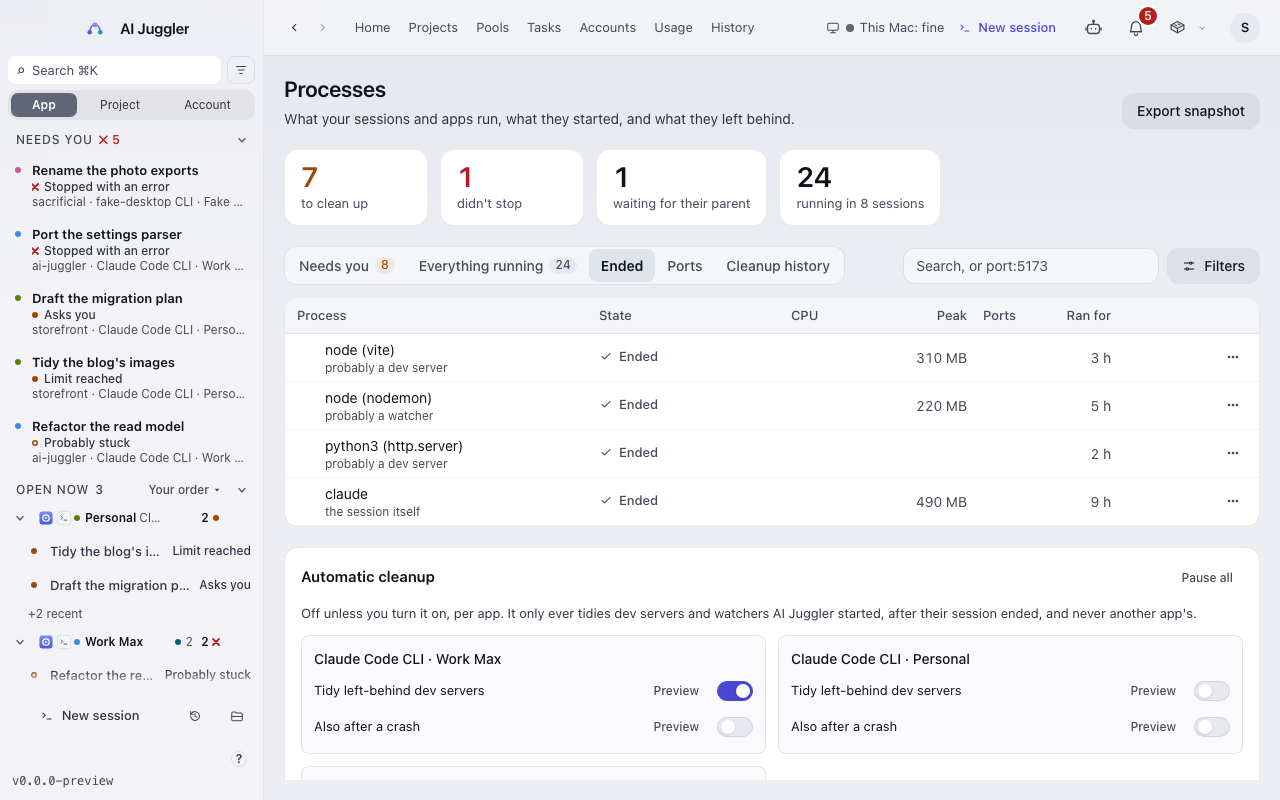 AI Juggler
Search ⌘K
App Project Account
NEEDS YOU 5
Rename the photo exports
Stopped with an error
sacrificial · fake-desktop CLI · Fake ...
Port the settings parser
Stopped with an error
ai-juggler · Claude Code CLI · Work ...
Draft the migration plan
Asks you
storefront · Claude Code CLI · Perso...
Tidy the blog's images
Limit reached
storefront · Claude Code CLI · Perso...
Refactor the read model
Probably stuck
ai-juggler · Claude Code CLI · Work ...
OPEN NOW 3 Your order
Personal Cl... 2
Tidy the blog's i... Limit reached
Draft the migration p... Asks you
+2 recent
Work Max 2 2
Refactor the re... Probably stuck
New session
?
v0.0.0-preview
Home Projects Pools Tasks Accounts Usage History This Mac: fine New session 5 S
Processes
What your sessions and apps run, what they started, and what they left behind.
Export snapshot
7
to clean up
1
didn't stop
1
waiting for their parent
24
running in 8 sessions
Needs you 8 Everything running 24 Ended Ports Cleanup history
Search, or port:5173
Filters
Process State CPU Peak Ports Ran for
node (vite)
probably a dev server
Ended 310 MB 3 h
node (nodemon)
probably a watcher
Ended 220 MB 5 h
python3 (http.server)
probably a dev server
Ended 2 h
claude
the session itself
Ended 490 MB 9 h
Automatic cleanup
Pause all
Off unless you turn it on, per app. It only ever tidies dev servers and watchers AI Juggler started, after their session ended, and never another app's.
Claude Code CLI · Work Max
Tidy left-behind dev servers Preview
Also after a crash Preview
Claude Code CLI · Personal
Tidy left-behind dev servers Preview
Also after a crash Preview